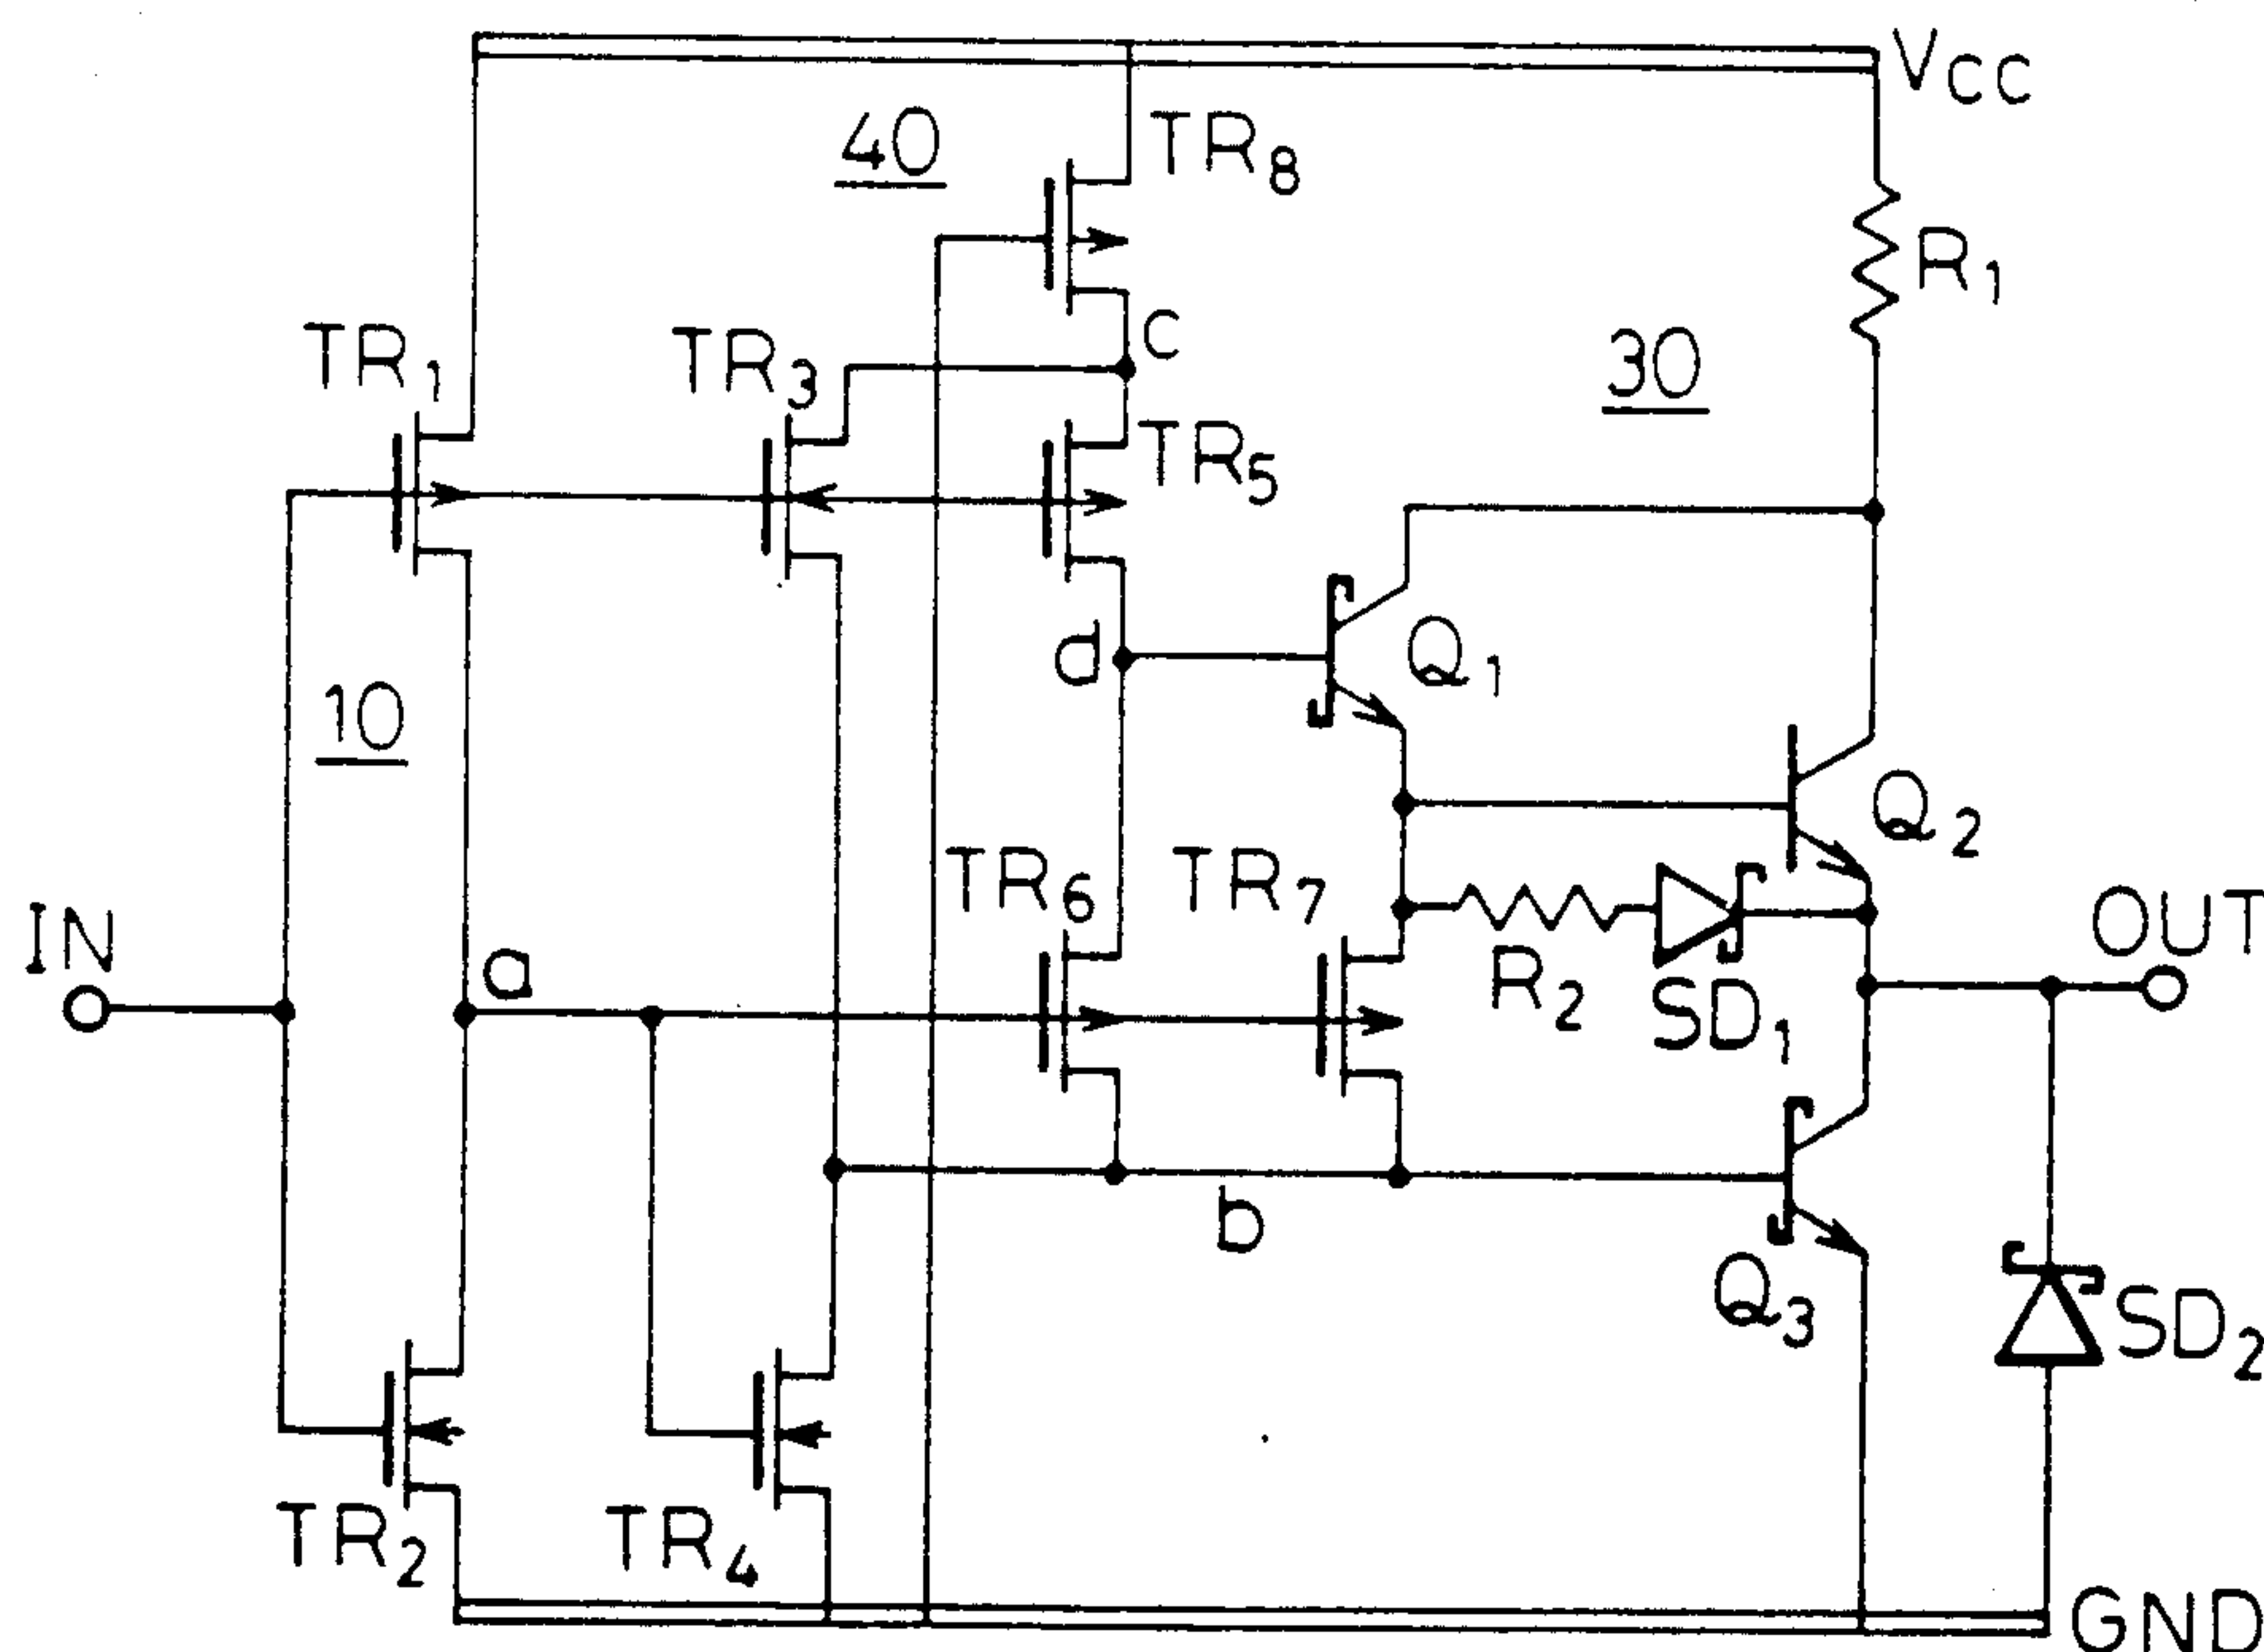 VCC
40
TR8
R1
C
TR1
TR3
30
TR5
d
Q1
10
Q2
TR6
TR7
IN
a
OUT
R2
SD1
b
Q3
SD2
TR2
TR4
GND